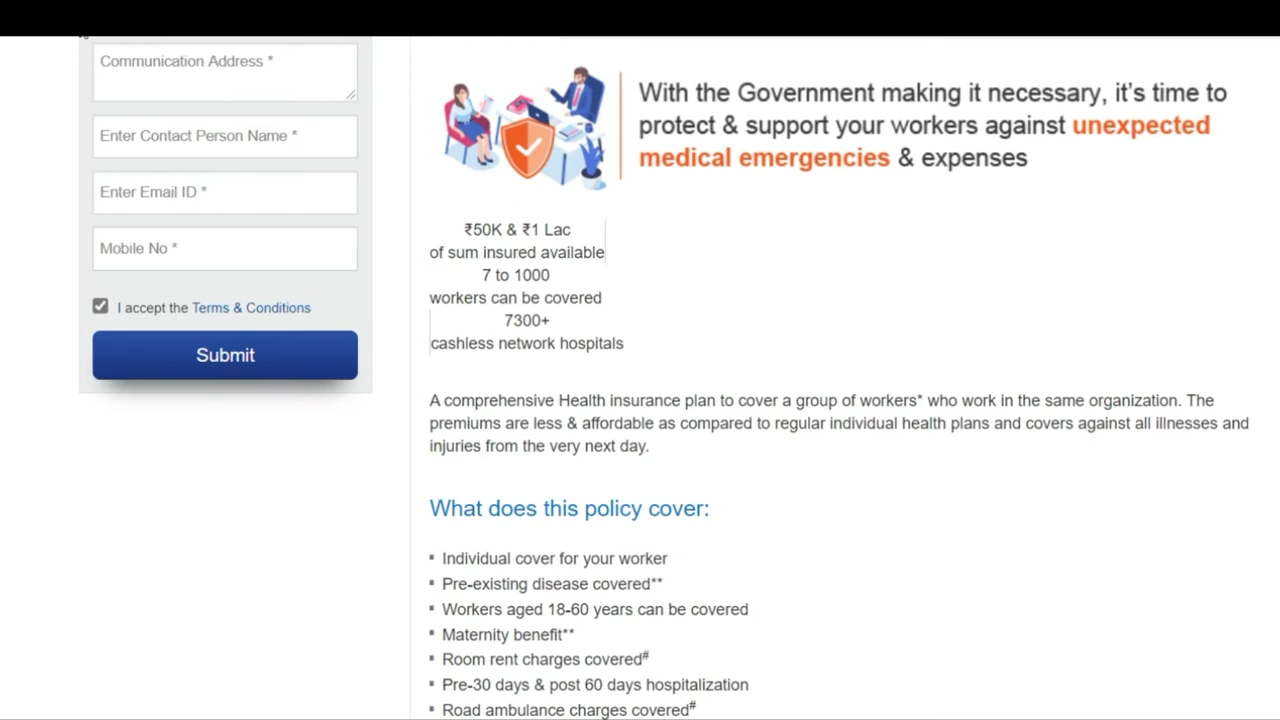 Communication Address *
Enter Contact Person Name *
Enter Email ID *
Mobile No *
I accept the Terms & Conditions
Submit
With the Government making it necessary, it's time to
protect & support your workers against unexpected
medical emergencies & expenses
₹50K & ₹1 Lac
of sum insured available
7 to 1000
workers can be covered
7300+
cashless network hospitals
A comprehensive Health insurance plan to cover a group of workers* who work in the same organization. The
premiums are less & affordable as compared to regular individual health plans and covers against all illnesses and
injuries from the very next day.
What does this policy cover:
▪ Individual cover for your worker
▪ Pre-existing disease covered**
▪ Workers aged 18-60 years can be covered
▪ Maternity benefit**
▪ Room rent charges covered#
▪ Pre-30 days & post 60 days hospitalization
▪ Road ambulance charges covered#